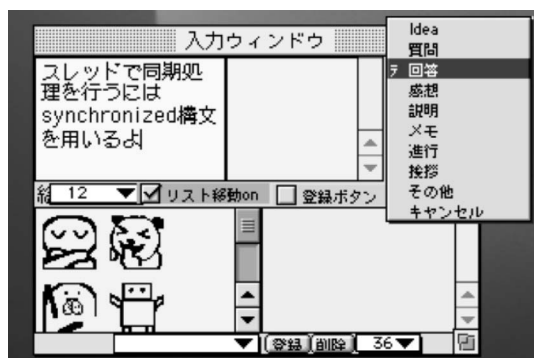 入力ウィンドウ
スレッドで同期処
理を行うには
synchronized構文
を用いるよ
絵 12 リスト移動on 登録ボタン
登録 削除 36
Idea
質問
回答
感想
説明
メモ
進行
挨拶
その他
キャンセル